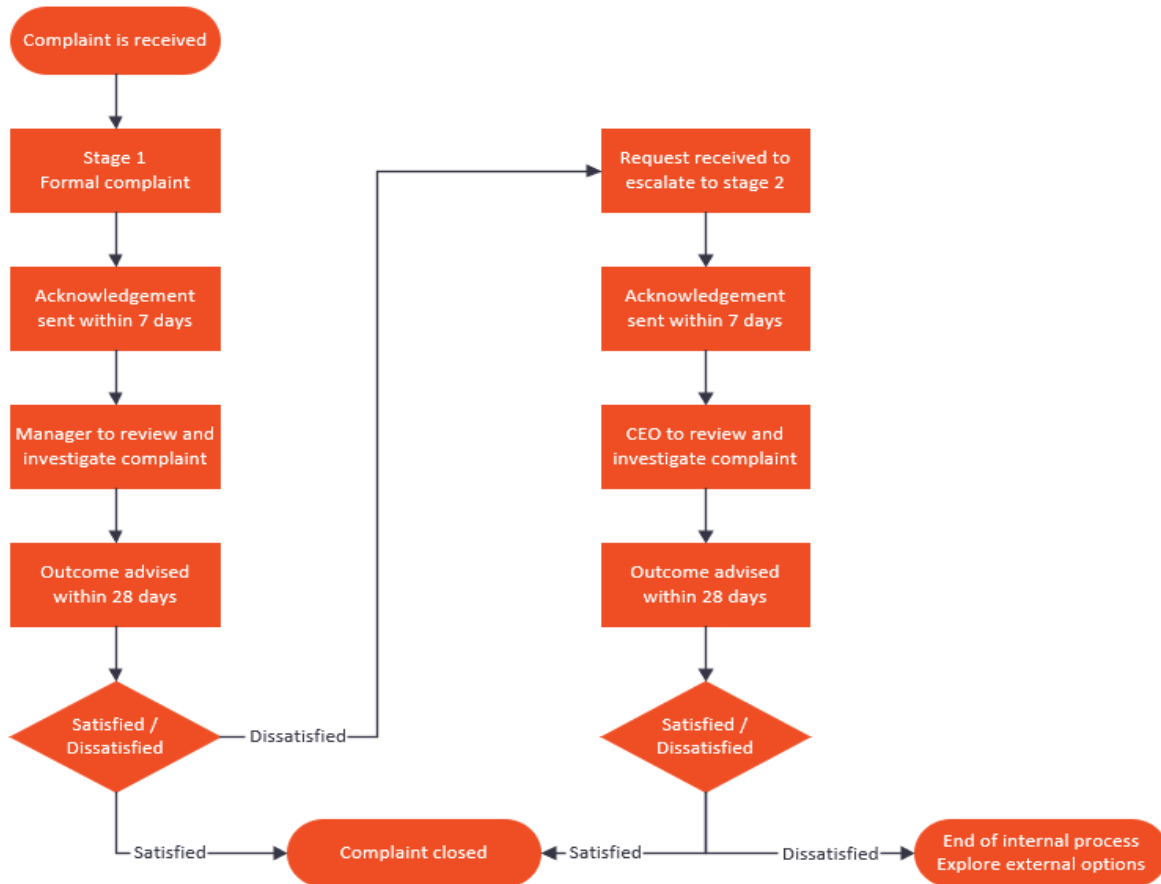 Complaint is received
Stage 1
Formal complaint
Acknowledgement
sent within 7 days
Manager to review and
investigate complaint
Outcome advised
within 28 days
Satisfied /
Dissatisfied
Dissatisfied
Satisfied
Request received to
escalate to stage 2
Acknowledgement
sent within 7 days
CEO to review and
investigate complaint
Outcome advised
within 28 days
Satisfied /
Dissatisfied
Satisfied
Dissatisfied
Complaint closed
End of internal process
Explore external options